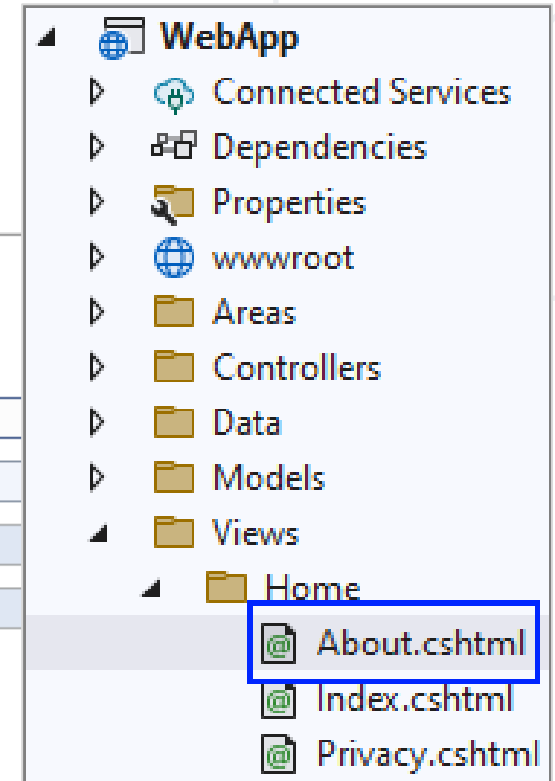 WebApp
Connected Services
Dependencies
Properties
wwwroot
Areas
Controllers
Data
Models
Views
Home
About.cshtml
Index.cshtml
Privacy.cshtml